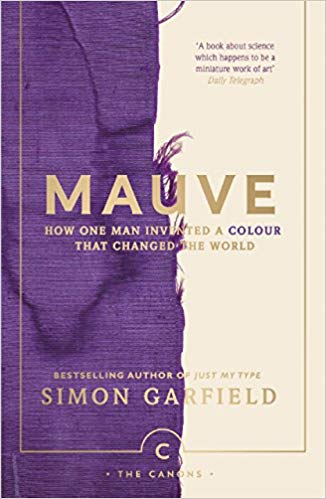 'A book about science
which happens to be a
miniature work of art'
Daily Telegraph
MAUVE
HOW ONE MAN INVENTED A COLOUR
THAT CHANGED THE WORLD
BESTSELLING AUTHOR OF JUST MY TYPE
SIMON GARFIELD
C
• THE CANONS •